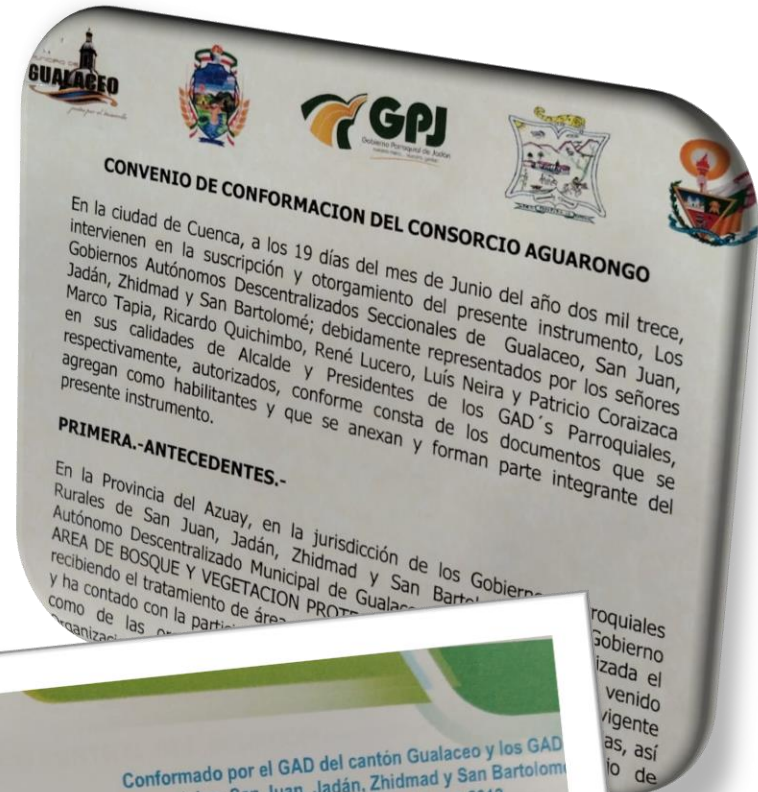 GUALACEO
GPJ
Gobierno Parroquial de Jadán
CONVENIO DE CONFORMACION DEL CONSORCIO AGUARONGO
En la ciudad de Cuenca, a los 19 días del mes de Junio del año dos mil trece,
intervienen en la suscripción y otorgamiento del presente instrumento, Los
Gobiernos Autónomos Descentralizados Seccionales de Gualaceo, San Juan,
Jadán, Zhidmad y San Bartolomé; debidamente representados por los señores
Marco Tapia, Ricardo Quichimbo, René Lucero, Luís Neira y Patricio Coraizaca
en sus calidades de Alcalde y Presidentes de los GAD´s Parroquiales,
respectivamente, autorizados, conforme consta de los documentos que se
agregan como habilitantes y que se anexan y forman parte integrante del
presente instrumento.
PRIMERA.-ANTECEDENTES.-
En la Provincia del Azuay, en la jurisdicción de los Gobiernos roquiales
Rurales de San Juan, Jadán, Zhidmad y San Barto Gobierno
Autónomo Descentralizado Municipal de Gualac izada el
AREA DE BOSQUE Y VEGETACION PROT venido
recibiendo el tratamiento de área vigente
y ha contado con la partici as, así
como de las io de
Conformado por el GAD del cantón Gualaceo y los GAD
San Juan, Jadán, Zhidmad y San Bartolom